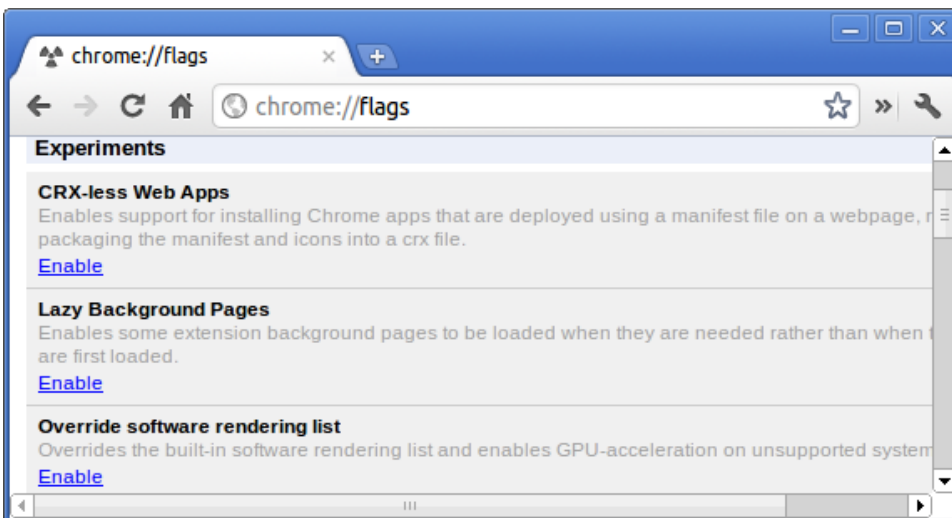 chrome://flags
chrome://flags
Experiments
CRX-less Web Apps
Enables support for installing Chrome apps that are deployed using a manifest file on a webpage,
packaging the manifest and icons into a crx file.
Enable
Lazy Background Pages
Enables some extension background pages to be loaded when they are needed rather than when
are first loaded.
Enable
Override software rendering list
Overrides the built-in software rendering list and enables GPU-acceleration on unsupported system
Enable